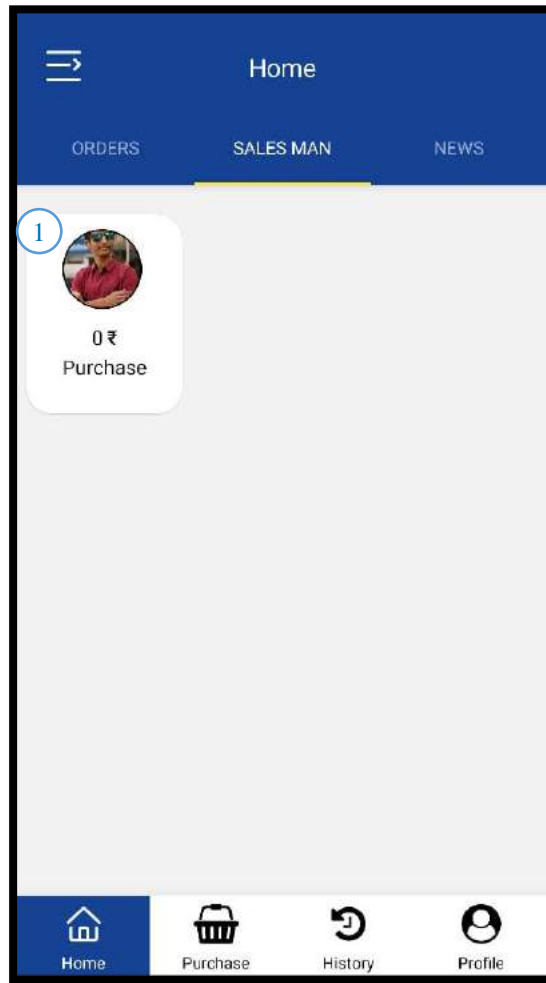 Home
ORDERS SALES MAN NEWS
1
0 ₹
Purchase
Home Purchase History Profile